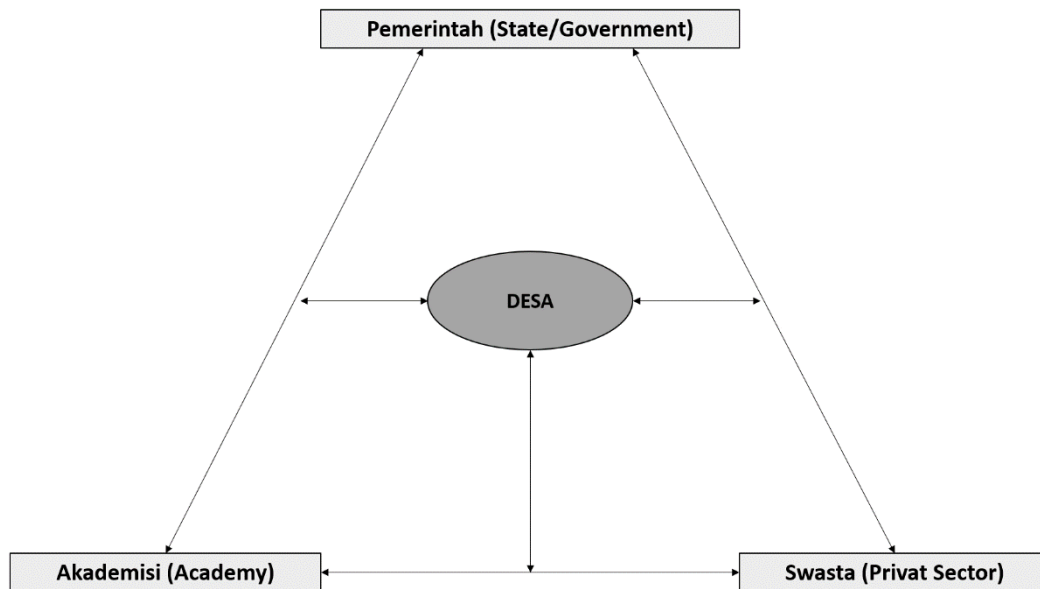 Pemerintah (State/Government)
DESA
Akademisi (Academy)
Swasta (Privat Sector)